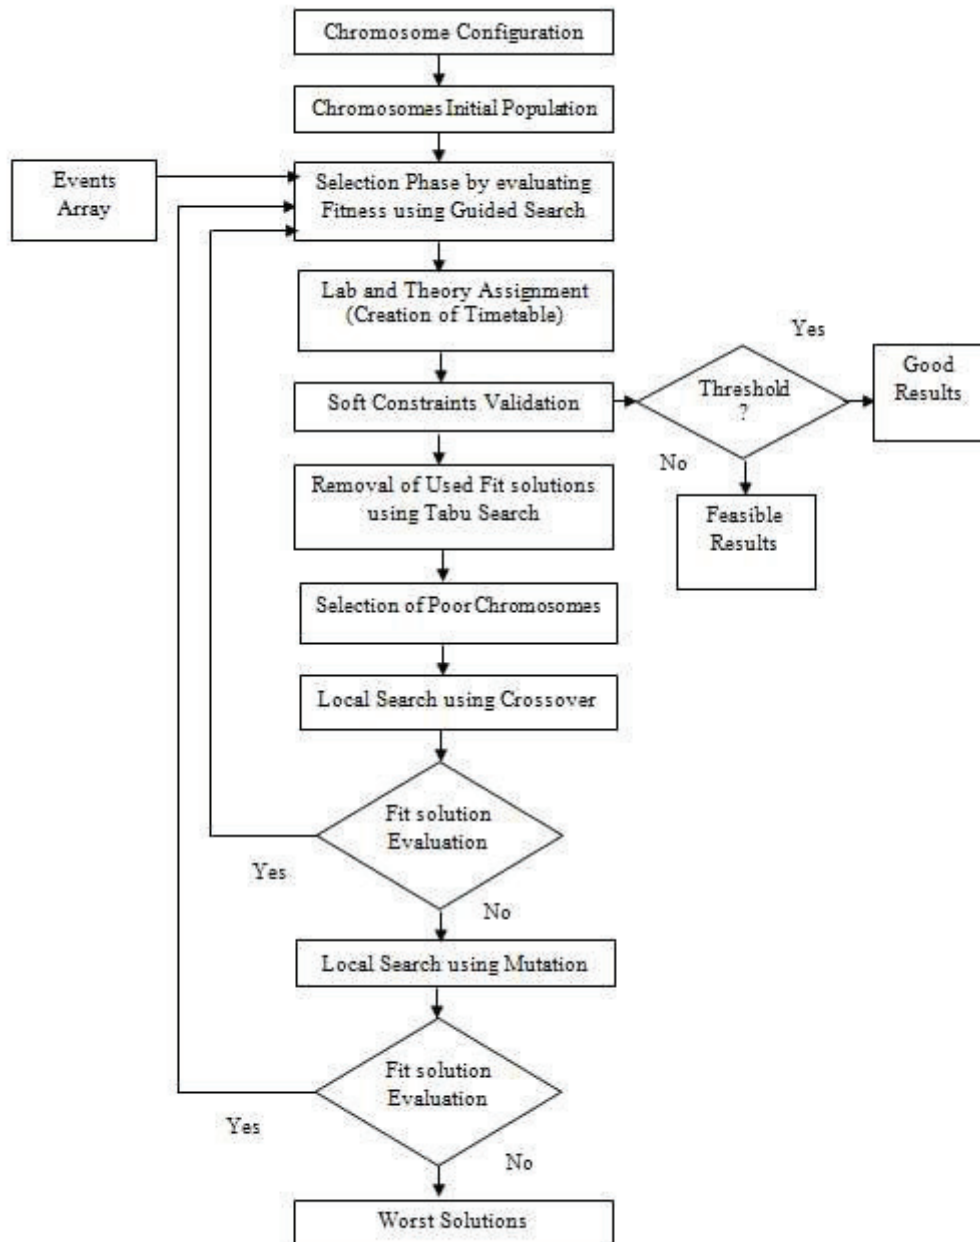 Chromosome Configuration
Chromosomes Initial Population
Events
Array
Selection Phase by evaluating
Fitness using Guided Search
Lab and Theory Assignment
(Creation of Timetable)
Yes
Soft Constraints Validation
Threshold
?
Good
Results
No
Removal of Used Fit solutions
using Tabu Search
Feasible
Results
Selection of Poor Chromosomes
Local Search using Crossover
Fit solution
Evaluation
Yes
No
Local Search using Mutation
Fit solution
Evaluation
Yes
No
Worst Solutions